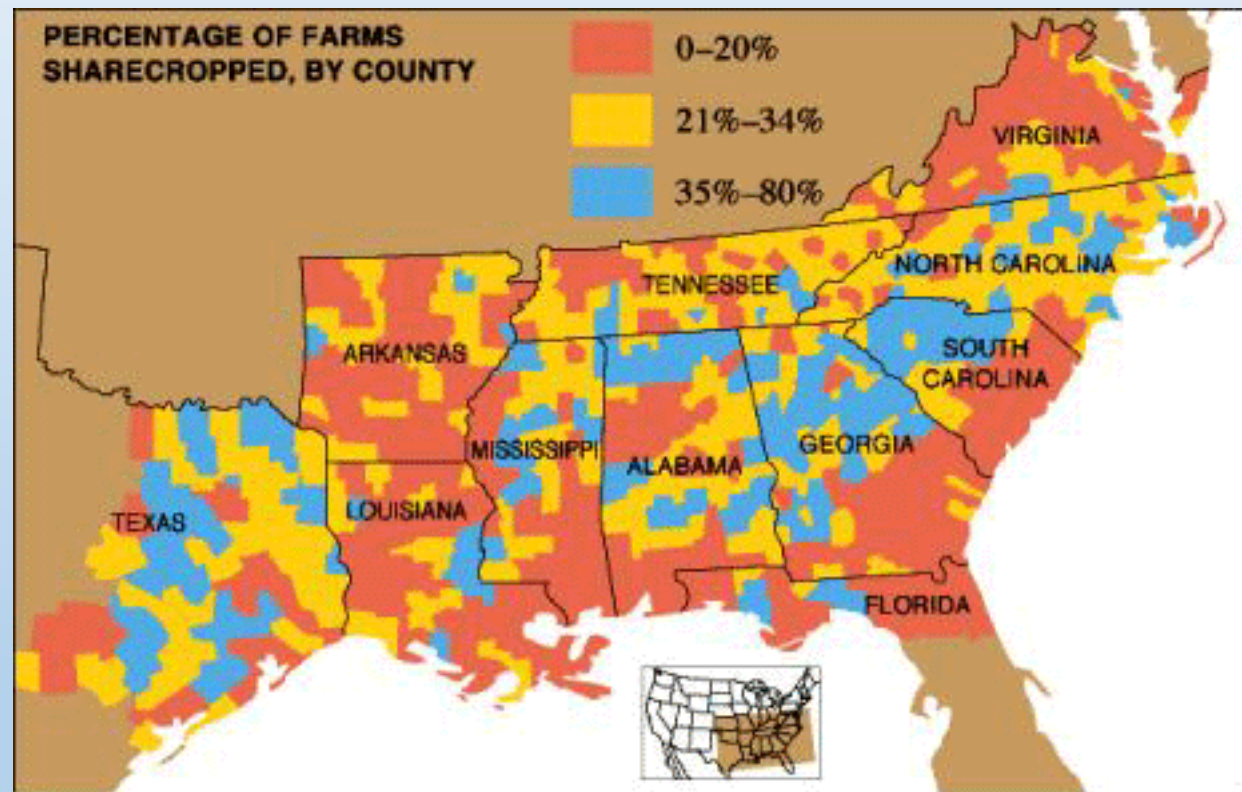 PERCENTAGE OF FARMS
SHARECROPPED, BY COUNTY
0–20%
21%–34%
35%–80%
VIRGINIA
NORTH CAROLINA
TENNESSEE
ARKANSAS
SOUTH
CAROLINA
MISSISSIPPI
ALABAMA
GEORGIA
TEXAS
LOUISIANA
FLORIDA